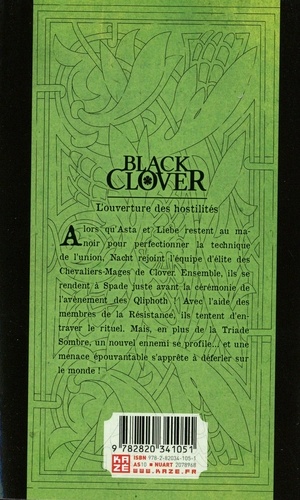 BLACK
CLOVER
L'ouverture des hostilités
Alors qu'Asta et Liebe restent au ma-
noir pour perfectionner la technique
de l'union, Nacht rejoint l'équipe d'élite des
Chevaliers-Mages de Clover. Ensemble, ils se
rendent à Spade juste avant la cérémonie de
l'avènement des Qliphoth ! Avec l'aide des
membres de la Résistance, ils tentent d'en-
traver le rituel. Mais, en plus de la Triade
Sombre, un nouvel ennemi se profile... et
une menace épouvantable s'apprête à déferler sur
le monde !
9 782820 341051
KAZÉ
ISBN 978-2-82034-105-1
AS10 ● NUART 2078968
WWW.KAZE.FR